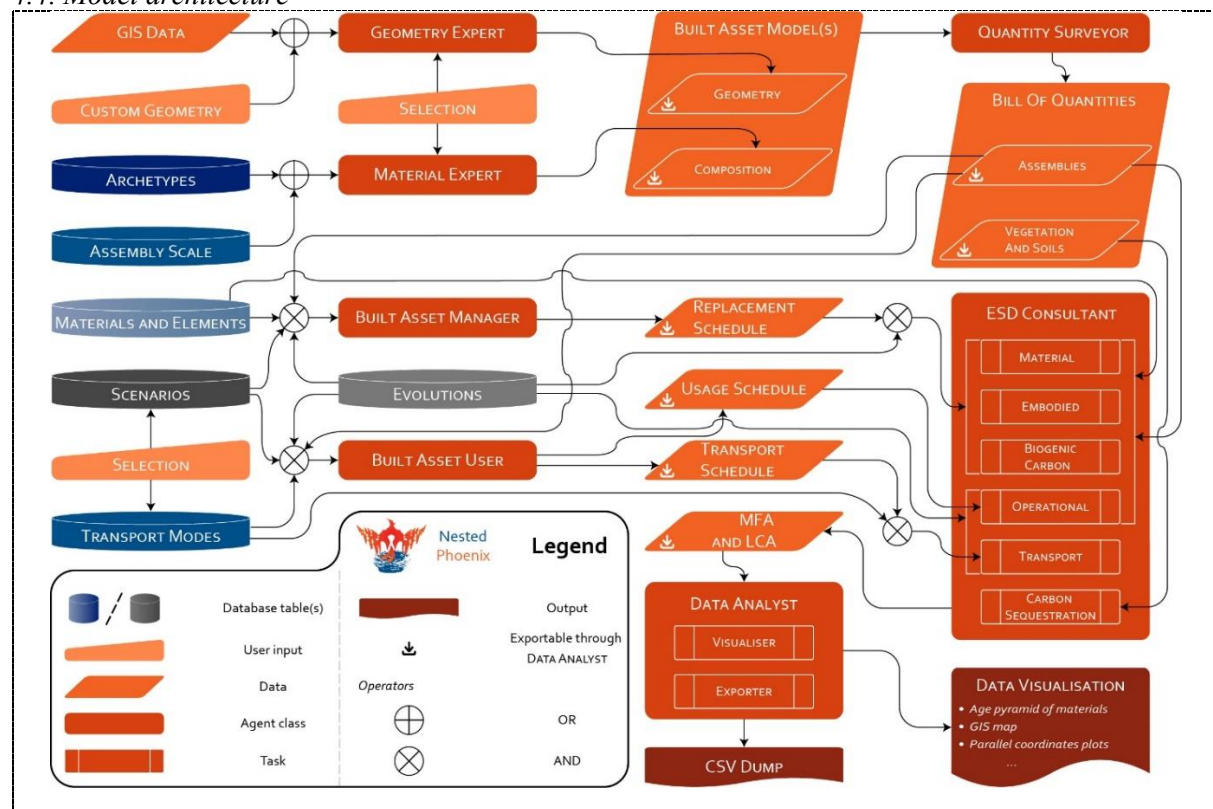 4.4. Model architecture
GIS DATA
GEOMETRY EXPERT
BUILT ASSET MODEL(S)
QUANTITY SURVEYOR
CUSTOM GEOMETRY
SELECTION
GEOMETRY
BILL OF QUANTITIES
ARCHETYPES
MATERIAL EXPERT
COMPOSITION
ASSEMBLIES
ASSEMBLY SCALE
VEGETATION
AND SOILS
MATERIALS AND ELEMENTS
BUILT ASSET MANAGER
REPLACEMENT
SCHEDULE
ESD CONSULTANT
MATERIAL
SCENARIOS
EVOLUTIONS
USAGE SCHEDULE
EMBODIED
SELECTION
BUILT ASSET USER
TRANSPORT
SCHEDULE
BIOGENIC
CARBON
OPERATIONAL
TRANSPORT MODES
MFA
AND LCA
TRANSPORT
CARBON
SEQUESTRATION
Nested
Phoenix
Legend
Database table(s)
Output
User input
Exportable through
DATA ANALYST
Data
Operators
Agent class
OR
Task
AND
DATA ANALYST
VISUALISER
EXPORTER
CSV DUMP
DATA VISUALISATION
• Age pyramid of materials
• GIS map
• Parallel coordinates plots
...